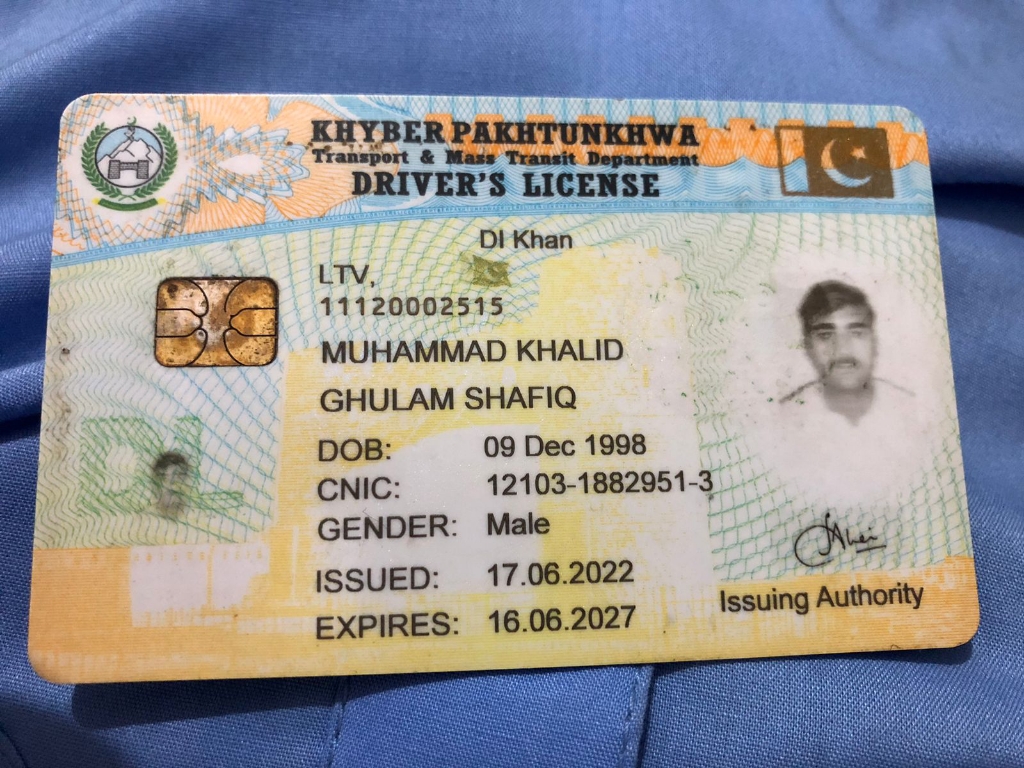 KHYBER PAKHTUNKHWA
Transport & Mass Transit Department
DRIVER'S LICENSE
DI Khan
LTV,
11120002515
MUHAMMAD KHALID
GHULAM SHAFIQ
DOB: 09 Dec 1998
CNIC: 12103-1882951-3
GENDER: Male
ISSUED: 17.06.2022
EXPIRES: 16.06.2027
DL
Issuing Authority